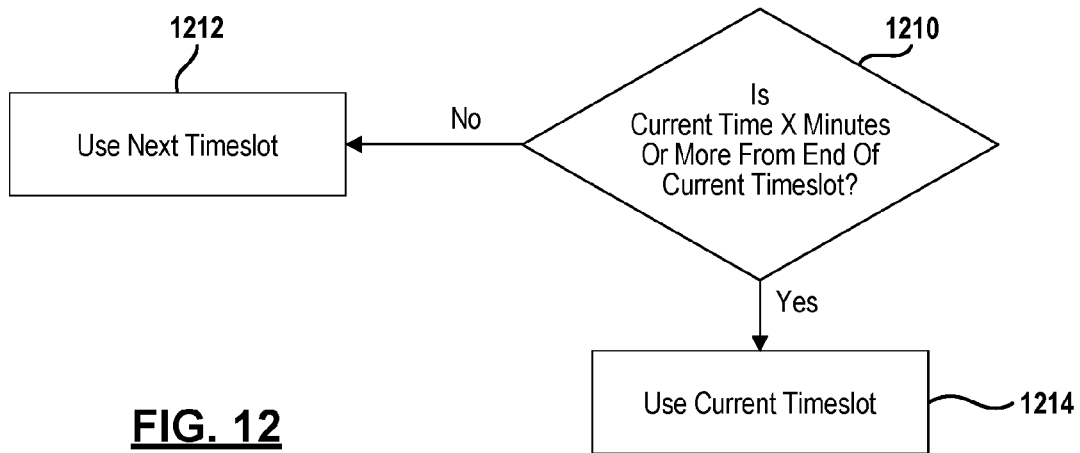 1212
1210
Is
Current Time X Minutes
Or More From End Of
Current Timeslot?
No
Use Next Timeslot
Yes
Use Current Timeslot
1214
FIG. 12